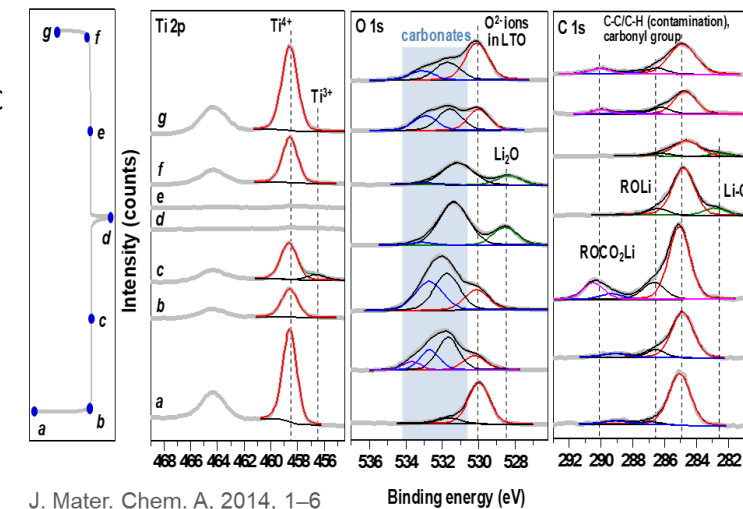 g
f
e
d
c
b
a
Intensity (counts)
Ti 2p
Ti4+
Ti3+
g
f
e
d
c
b
a
468 466 464 462 460 458 456
O 1s
O2-ions
in LTO
carbonates
Li2O
536 534 532 530 528
C 1s
C-C/C-H (contamination),
carbonyl group
ROLi
Li-C
ROCO2Li
292 290 288 286 284 282
J. Mater. Chem. A, 2014, 1–6
Binding energy (eV)